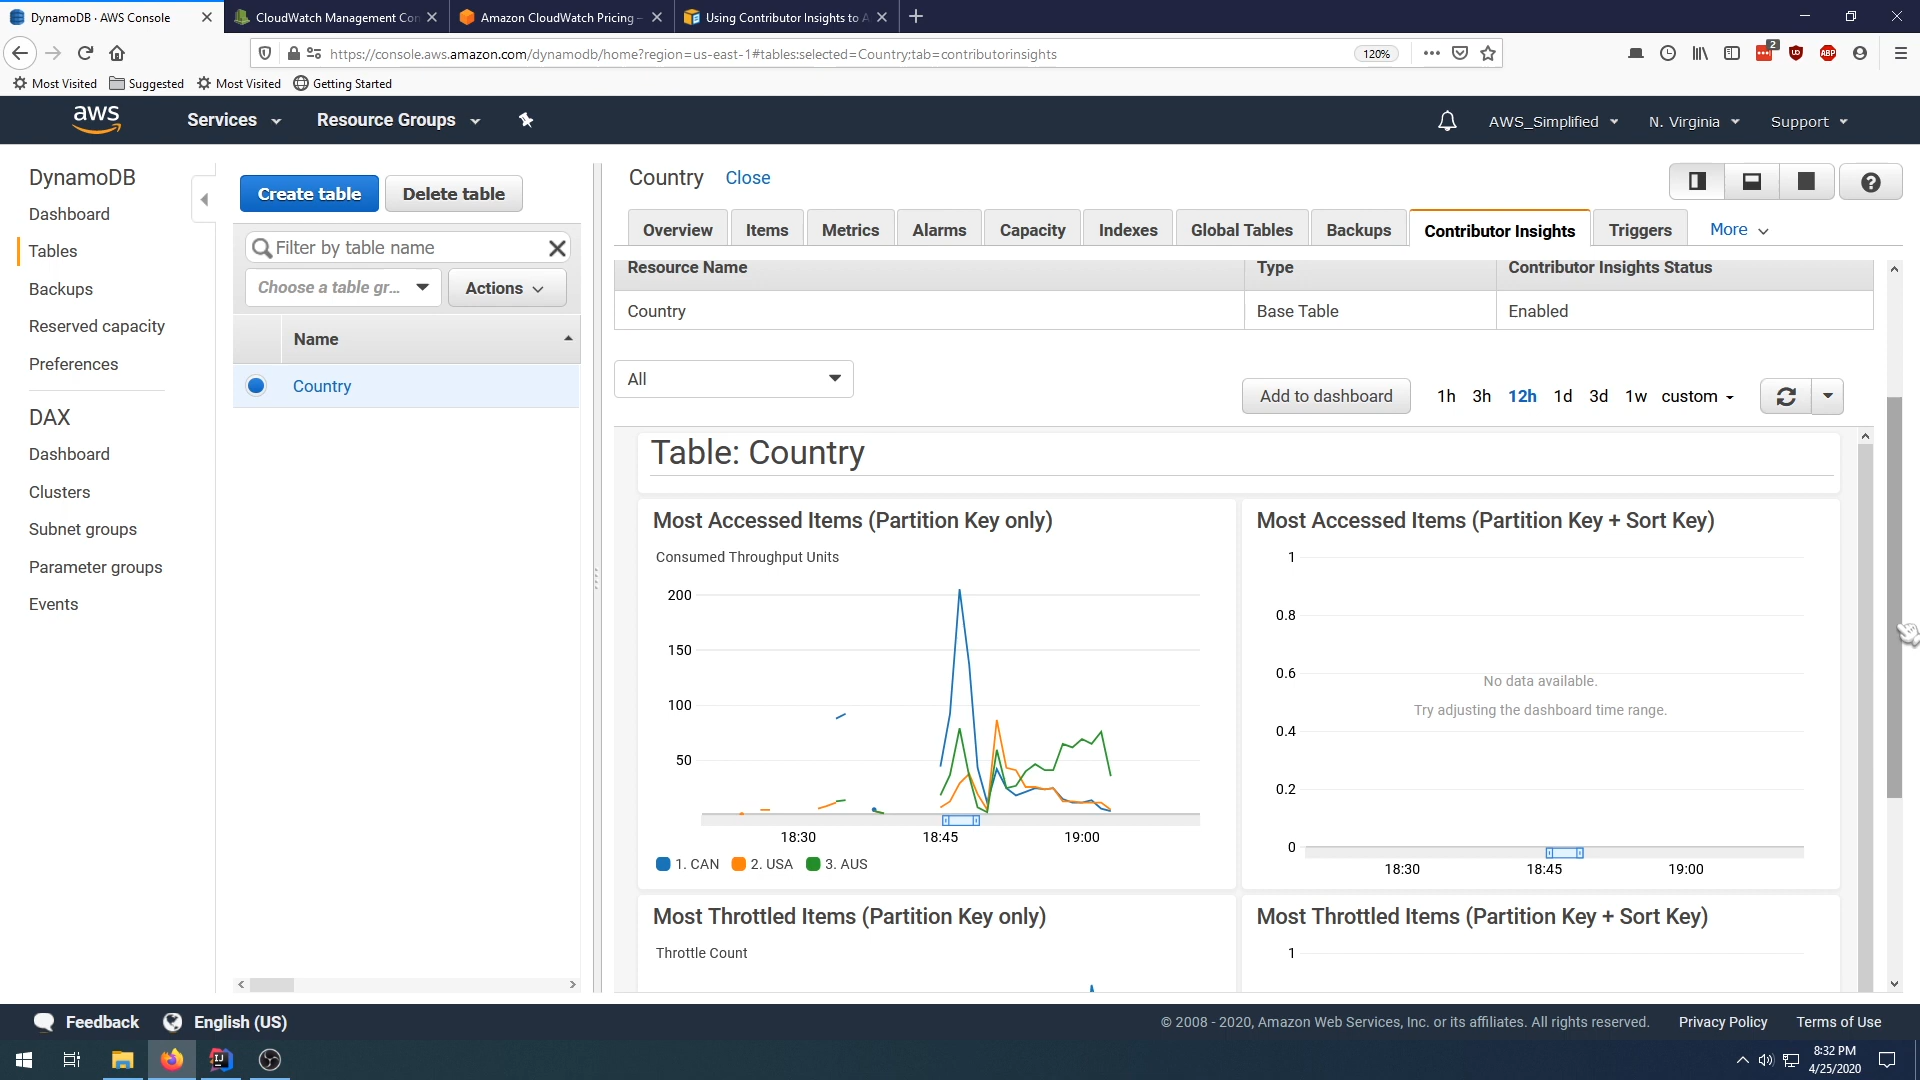 DynamoDB · AWS Console
CloudWatch Management Con
Amazon CloudWatch Pricing –
Using Contributor Insights to A
https://console.aws.amazon.com/dynamodb/home?region=us-east-1#tables:selected=Country;tab=contributorinsights
120%
2
ABP
Most Visited
Suggested
Most Visited
Getting Started
aws
Services
Resource Groups
AWS_Simplified
N. Virginia
Support
DynamoDB
Dashboard
Tables
Backups
Reserved capacity
Preferences
DAX
Dashboard
Clusters
Subnet groups
Parameter groups
Events
Create table
Delete table
Filter by table name
Choose a table gr...
Actions
Name
Country
Country
Close
Overview
Items
Metrics
Alarms
Capacity
Indexes
Global Tables
Backups
Contributor Insights
Triggers
More
Resource Name
Type
Contributor Insights Status
Country
Base Table
Enabled
All
Add to dashboard
1h 3h 12h 1d 3d 1w custom
Table: Country
Most Accessed Items (Partition Key only)
Consumed Throughput Units
200
150
100
50
18:30
18:45
19:00
1. CAN
2. USA
3. AUS
Most Accessed Items (Partition Key + Sort Key)
1
0.8
0.6
0.4
0.2
0
No data available.
Try adjusting the dashboard time range.
18:30
18:45
19:00
Most Throttled Items (Partition Key only)
Throttle Count
Most Throttled Items (Partition Key + Sort Key)
1
Feedback
English (US)
© 2008 - 2020, Amazon Web Services, Inc. or its affiliates. All rights reserved.
Privacy Policy
Terms of Use
8:32 PM
4/25/2020